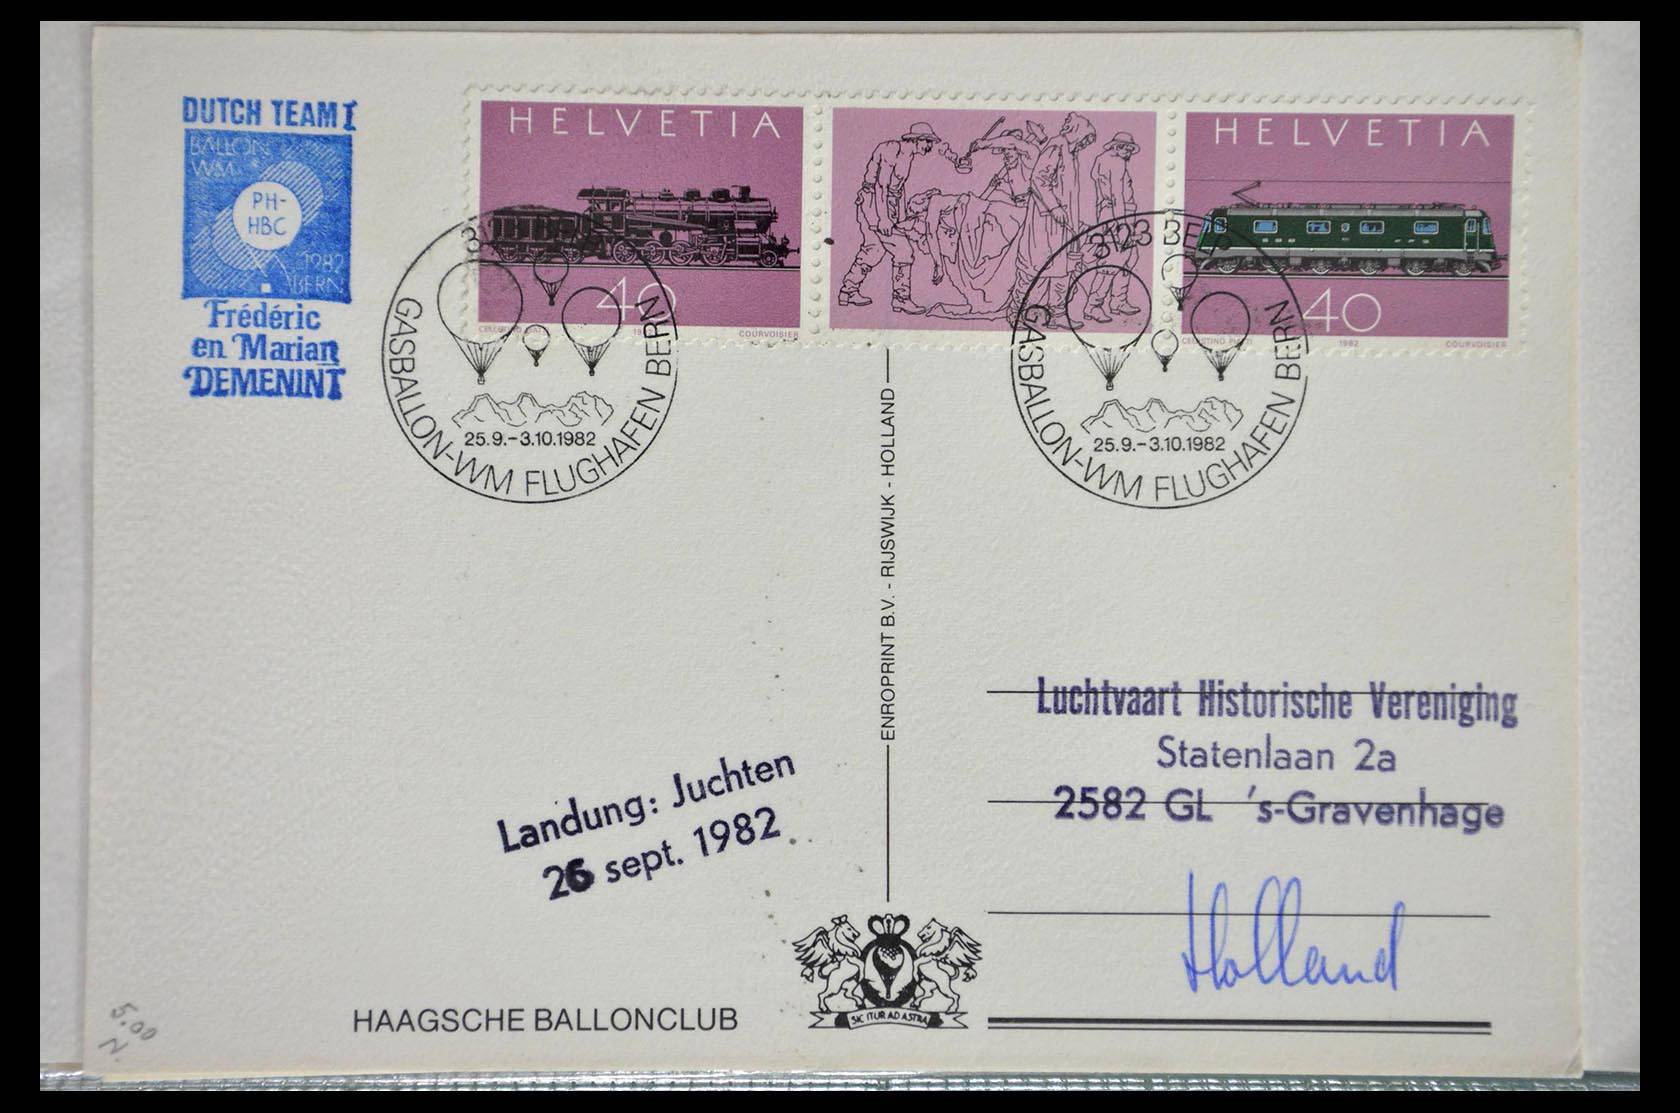 DUTCH TEAM I
BALLON
WM
PH-
HBC
1982
BERN
Frédéric
en Marian
DEMENINT
HELVETIA
40
COURVOISIER
HELVETIA
40
CELESTINO PIATTI
1982
COURVOISIER
GASBALLON-WM FLUGHAFEN BERN
25.9.-3.10.1982
3123 BELP
GASBALLON-WM FLUGHAFEN BERN
25.9.-3.10.1982
ENROPRINT B.V. - RIJSWIJK - HOLLAND
Landung: Juchten
26 sept. 1982
Luchtvaart Historische Vereniging
Statenlaan 2a
2582 GL 's-Gravenhage
Holland
HAAGSCHE BALLONCLUB
SIC ITUR AD ASTRA
5.00